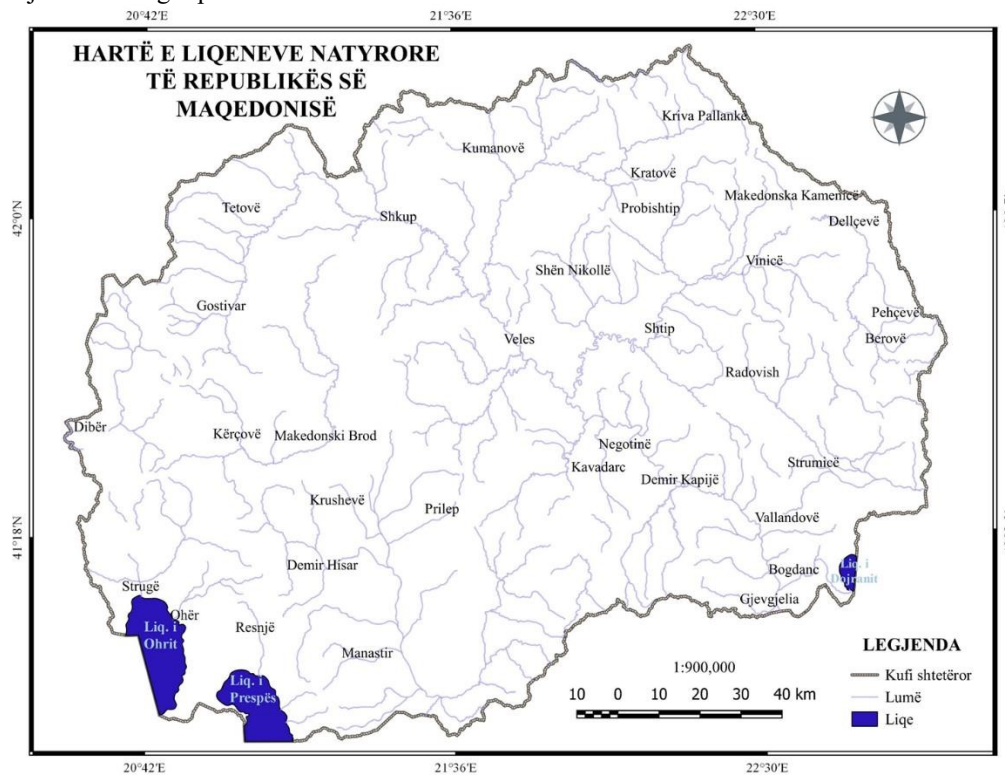 20°42'E
21°36'E
22°30'E
HARTË E LIQENEVE NATYRORE
TË REPUBLIKËS SË
MAQEDONISË
Kriva Pallankë
Kumanovë
Kratovë
Makedonska Kamenicë
Tetovë
Probishtip
Shkup
Dellçevë
42°0'N
Vinicë
Shën Nikollë
Gostivar
Pehçevë
Shtip
Veles
Berovë
Radovish
Dibër
Kërçovë
Makedonski Brod
Negotinë
Kavadarc
Strumicë
Demir Kapijë
Krushevë
Prilep
Vallandovë
41°18'N
Demir Hisar
Bogdanc
Liq. i
Dojranit
Strugë
Gjevgjelia
Ohër
Resnjë
Liq. i
Ohrit
Manastir
LEGJENDA
Liq. i
Prespës
1:900,000
Kufi shtetëror
10 0 10 20 30 40 km
Lumë
Liqe
20°42'E
21°36'E
22°30'E